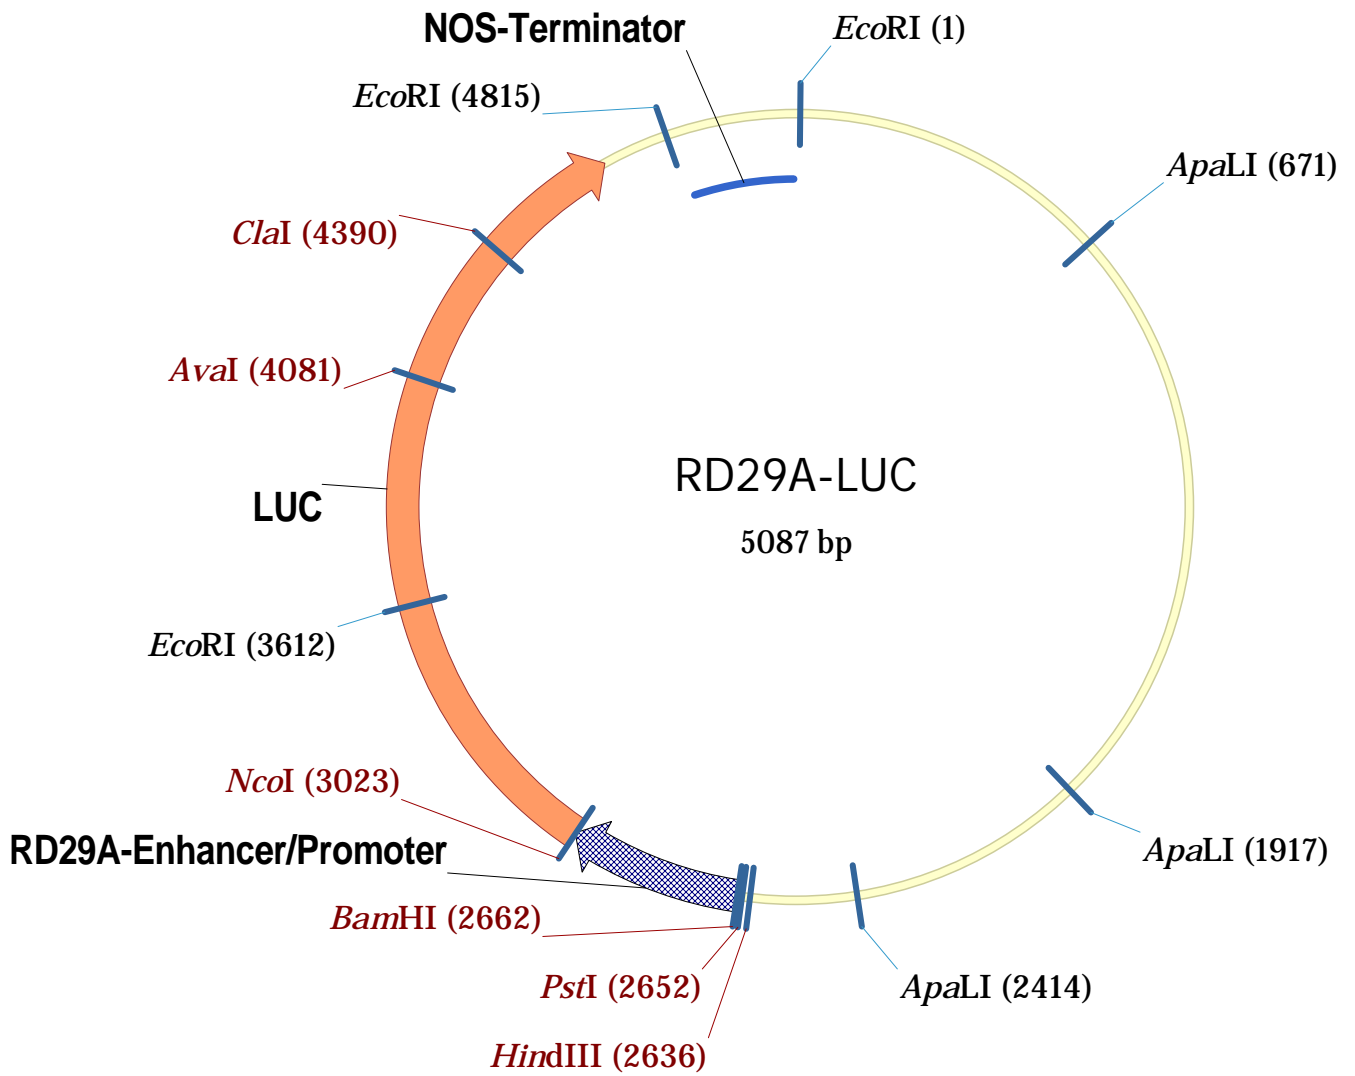 NOS-Terminator
EcoRI (1)
EcoRI (4815)
ApaLI (671)
ClaI (4390)
AvaI (4081)
RD29A-LUC
LUC
5087 bp
EcoRI (3612)
NcoI (3023)
RD29A-Enhancer/Promoter
ApaLI (1917)
BamHI (2662)
PstI (2652)
ApaLI (2414)
HindIII (2636)